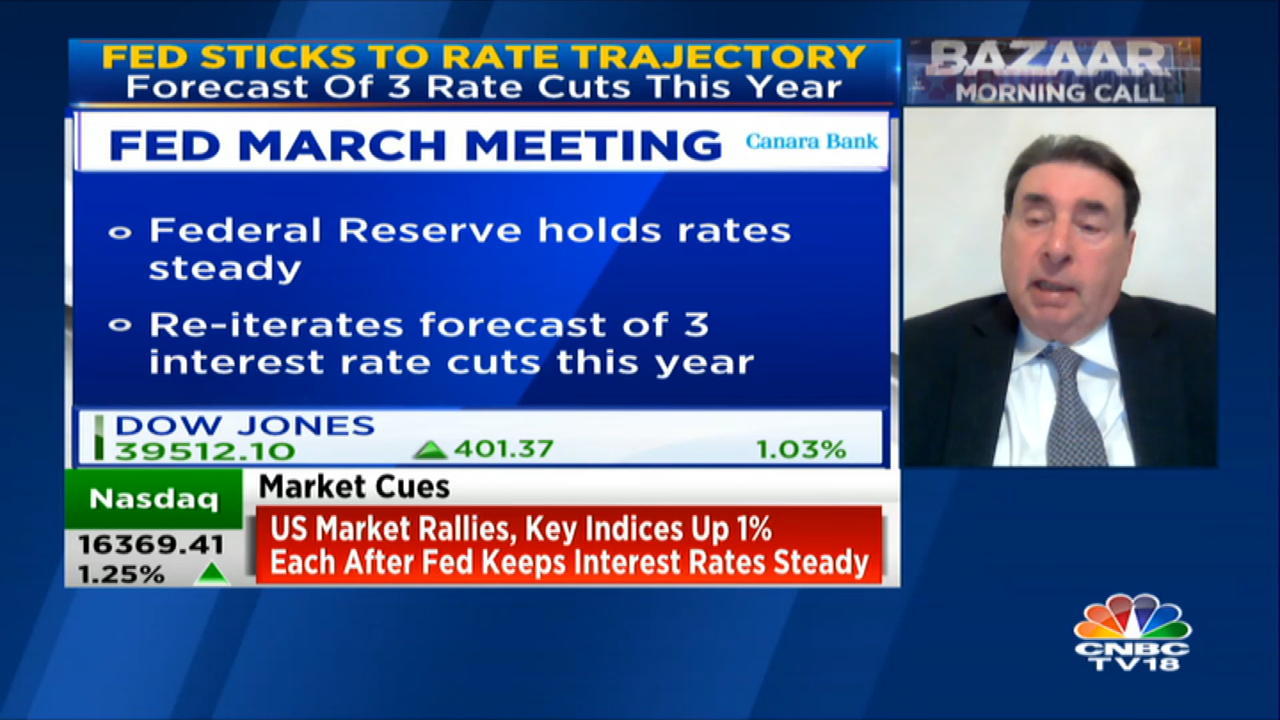 FED STICKS TO RATE TRAJECTORY
Forecast Of 3 Rate Cuts This Year
BAZAAR
MORNING CALL
FED MARCH MEETING
Canara Bank
Federal Reserve holds rates
steady
Re-iterates forecast of 3
interest rate cuts this year
DOW JONES
39512.10 401.37 1.03%
Nasdaq
16369.41
1.25%
Market Cues
US Market Rallies, Key Indices Up 1%
Each After Fed Keeps Interest Rates Steady
CNBC
TV18